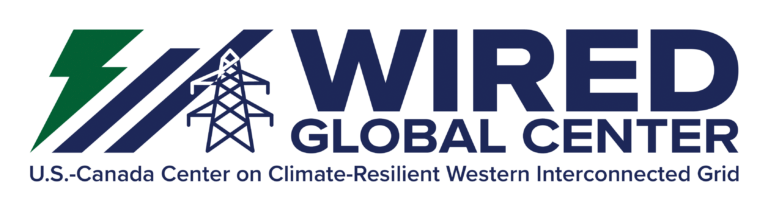 WIRED
GLOBAL CENTER
U.S.-Canada Center on Climate-Resilient Western Interconnected Grid